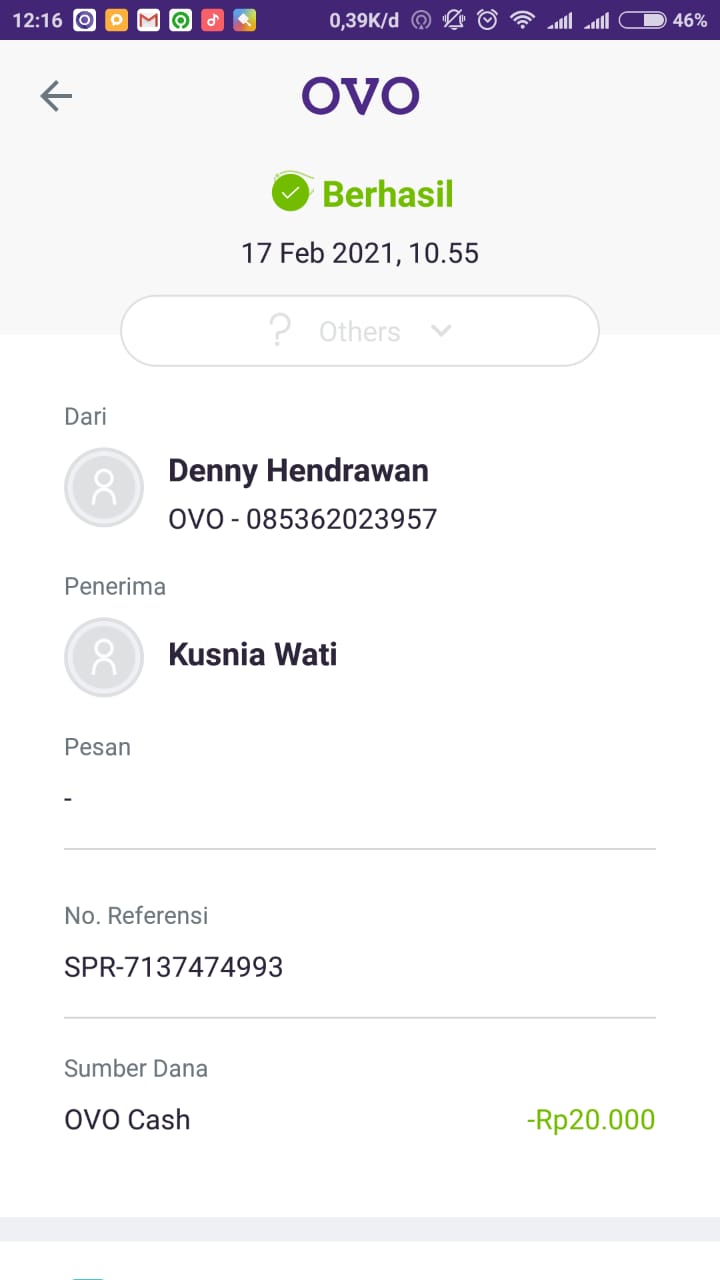 12:16 0,39K/d 46%
OVO
Berhasil
17 Feb 2021, 10.55
? Others
Dari
Denny Hendrawan
OVO - 085362023957
Penerima
Kusnia Wati
Pesan
-
No. Referensi
SPR-7137474993
Sumber Dana
OVO Cash -Rp20.000